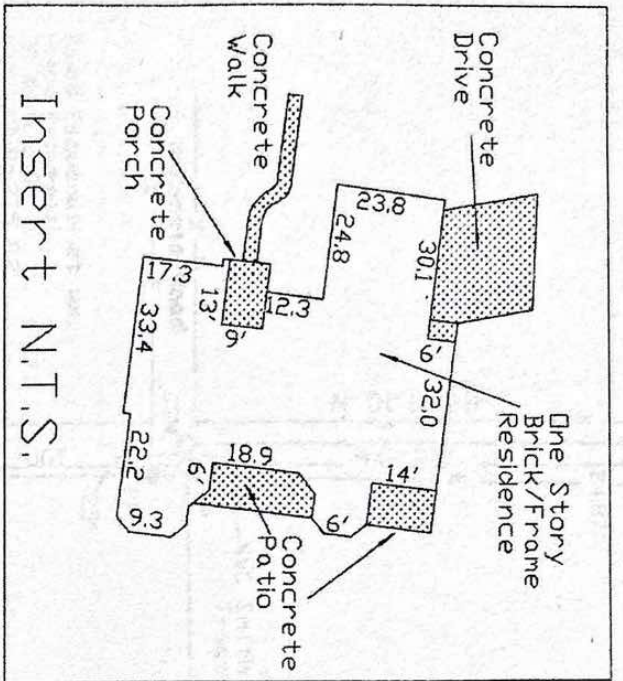 Concrete
Drive
Concrete
Walk
Concrete
Porch
One Story
Brick/Frame
Residence
Concrete
Patio
23.8
24.8
30.1
6'
32.0
12.3
13'
9'
17.3
33.4
22.2
9.3
6'
18.9
6'
14'
Insert N.T.S.